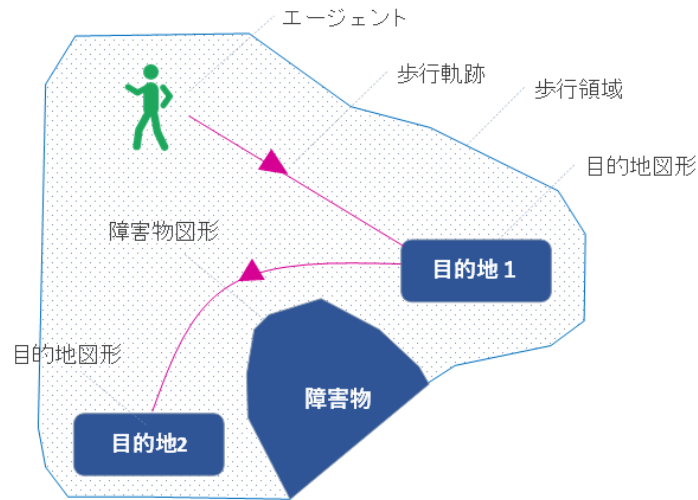 エージェント
歩行軌跡
歩行領域
目的地図形
障害物図形
目的地１
目的地図形
障害物
目的地2